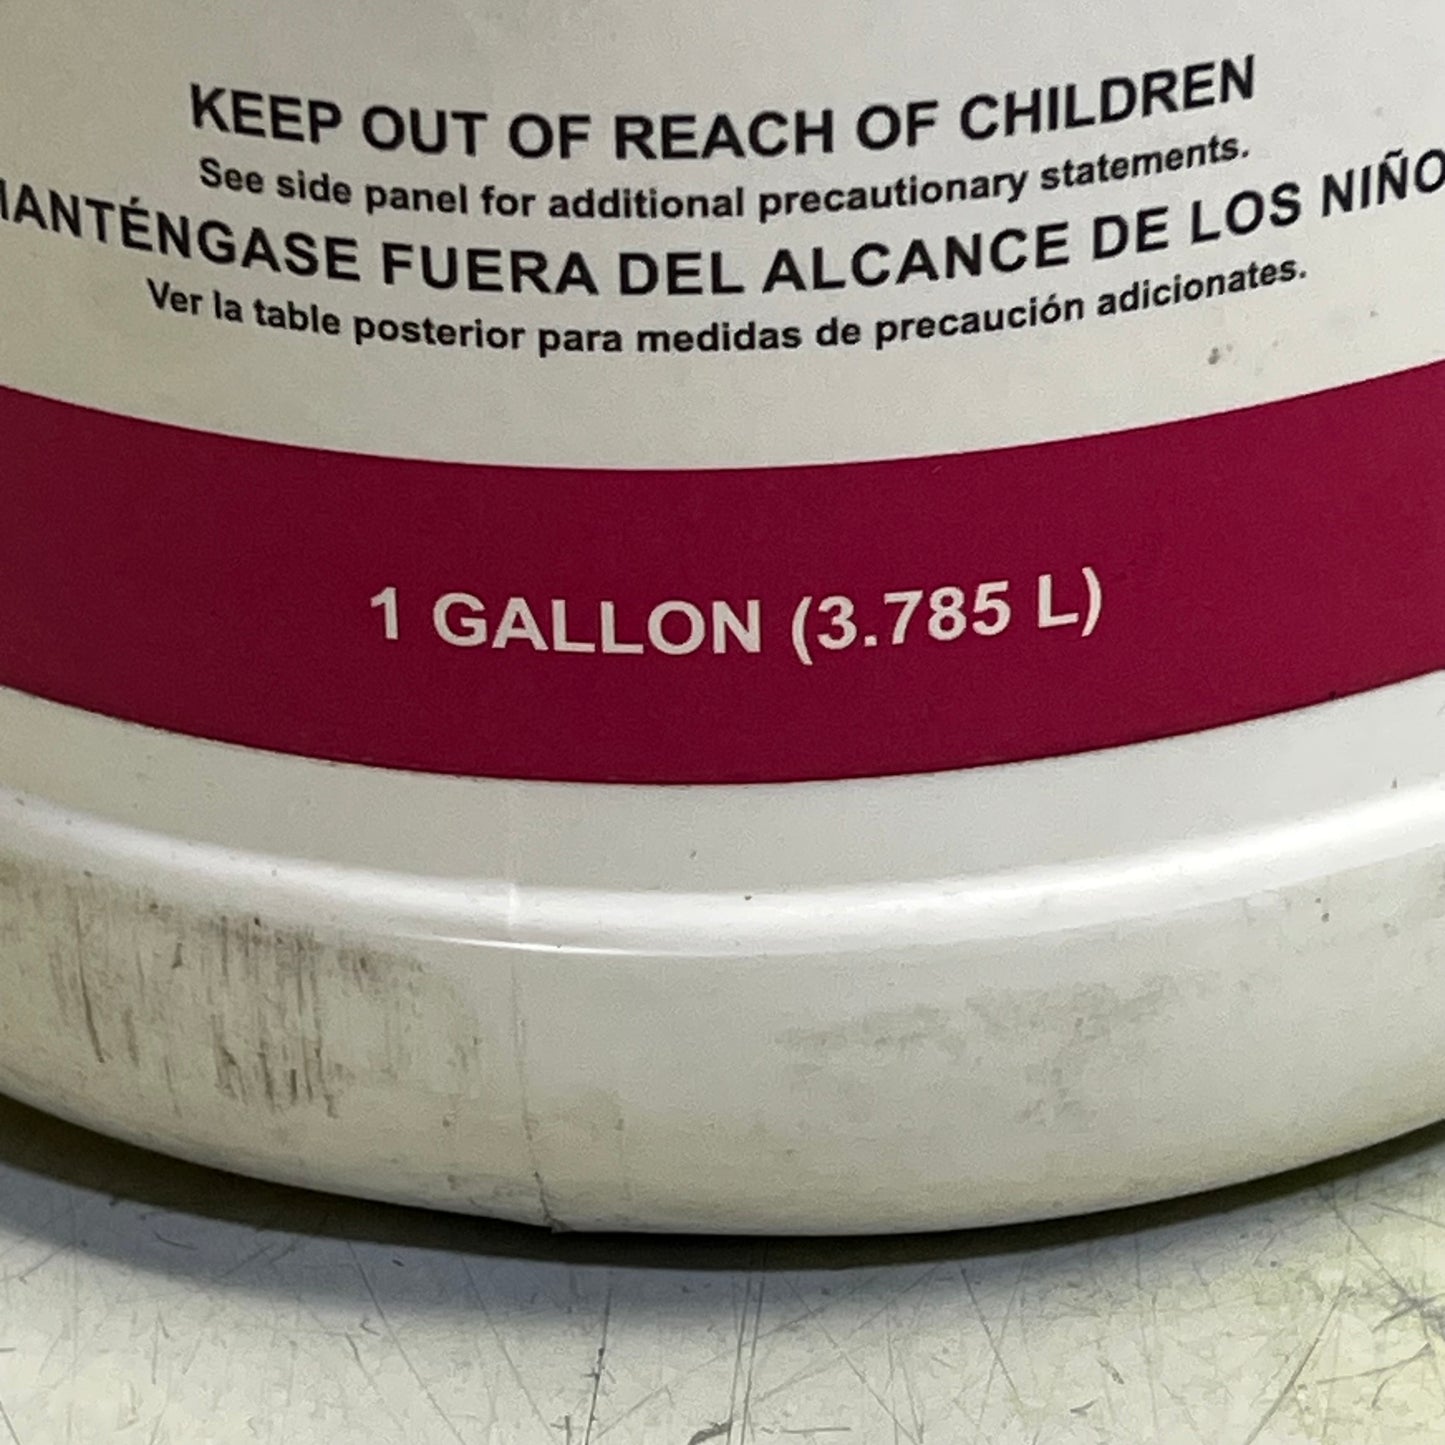 KEEP OUT OF REACH OF CHILDREN
See side panel for additional precautionary statements.
MANTÉNGASE FUERA DEL ALCANCE DE LOS NIÑO
Ver la table posterior para medidas de precaución adicionates.
1 GALLON (3.785 L)